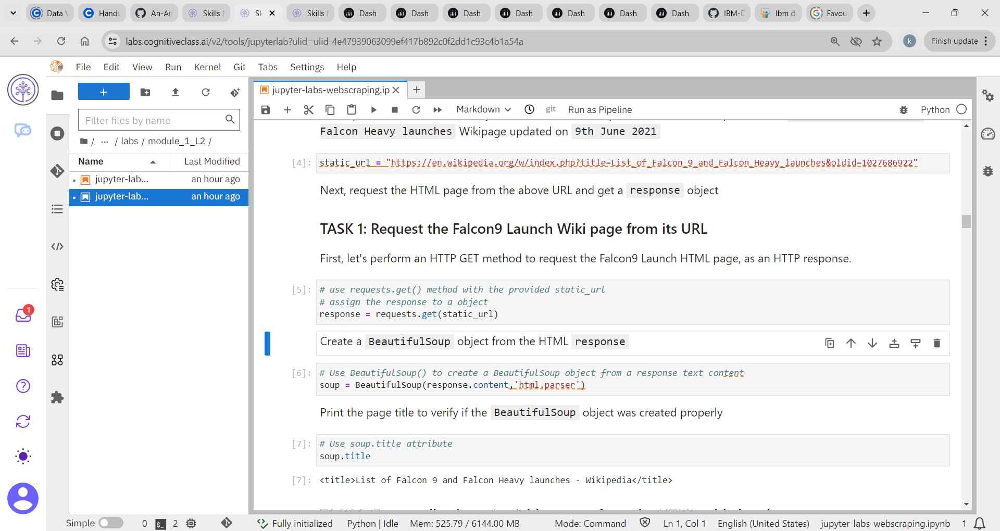 Data V
Hands
An-An
Skills
Sk
Skills
Dash
Dash
Dash
Dash
Dash
Dash
Dash
IBM-D
Ibm d
Favou
labs.cognitiveclass.ai/v2/tools/jupyterlab?ulid=ulid-4e47939063099ef417b892c0f2dd1c93c4b1a54a
k
Finish update
File Edit View Run Kernel Git Tabs Settings Help
jupyter-labs-webscraping.ip
Markdown
git
Run as Pipeline
Python
Filter files by name
/ ... / labs / module_1_L2 /
Name Last Modified
jupyter-lab... an hour ago
jupyter-lab... an hour ago
1
Falcon Heavy launches Wikipage updated on 9th June 2021
[4]: static_url = "https://en.wikipedia.org/w/index.php?title=List_of_Falcon_9_and_Falcon_Heavy_launches&oldid=1027686922"
Next, request the HTML page from the above URL and get a response object
TASK 1: Request the Falcon9 Launch Wiki page from its URL
First, let's perform an HTTP GET method to request the Falcon9 Launch HTML page, as an HTTP response.
[5]: # use requests.get() method with the provided static_url
# assign the response to a object
response = requests.get(static_url)
Create a BeautifulSoup object from the HTML response
[6]: # Use BeautifulSoup() to create a BeautifulSoup object from a response text content
soup = BeautifulSoup(response.content,'html.parser')
Print the page title to verify if the BeautifulSoup object was created properly
[7]: # Use soup.title attribute
soup.title
[7]: <title>List of Falcon 9 and Falcon Heavy launches - Wikipedia</title>
Simple 0 2 Fully initialized Python | Idle Mem: 525.79 / 6144.00 MB Mode: Command Ln 1, Col 1 English (United States) jupyter-labs-webscraping.ipynb 1